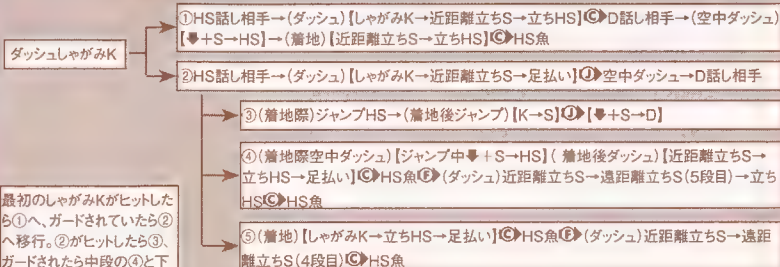 ①HS話し相手→(ダッシュ)【しゃがみK→近距離立ちS→立ちHS】ⒸD話し相手→(空中ダッシュ)
【⬇+S→HS】→(着地)【近距離立ちS→立ちHS】ⒸHS魚
ダッシュしゃがみK
②HS話し相手→(ダッシュ)【しゃがみK→近距離立ちS→足払い】Ⓙ空中ダッシュ→D話し相手
③(着地際)ジャンプHS→(着地後ジャンプ)【K→S】Ⓙ【⬇+S→D】
④(着地際空中ダッシュ)【ジャンプ中⬇+S→HS】(着地後ダッシュ)【近距離立ちS→
立ちHS→足払い】ⒸHS魚Ⓕ(ダッシュ)近距離立ちS→遠距離立ちS(5段目)→立ち
HSⒸHS魚
⑤(着地)【しゃがみK→立ちHS→足払い】ⒸHS魚Ⓕ(ダッシュ)近距離立ちS→遠距
離立ちS(4段目)ⒸHS魚
最初のしゃがみKがヒットした
ら①へ、ガードされていたら②
へ移行。②がヒットしたら③、
ガードされたら中段の④と下